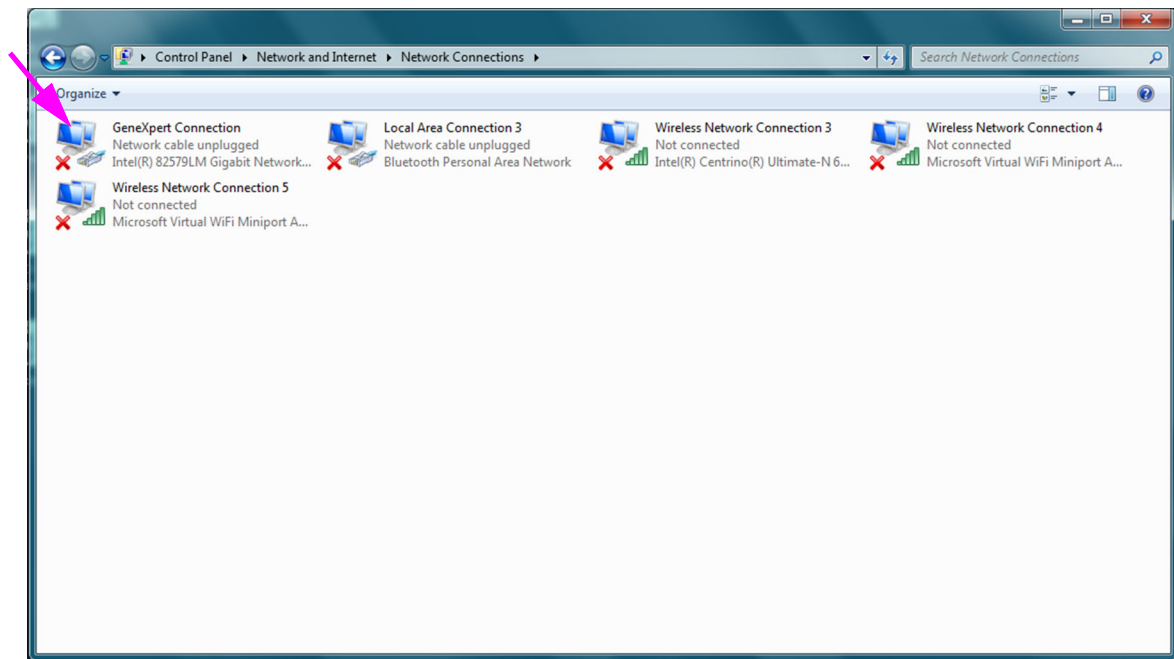 Control Panel Network and Internet Network Connections
Search Network Connections
Organize
GeneXpert Connection
Network cable unplugged
Intel(R) 82579LM Gigabit Network...
Local Area Connection 3
Network cable unplugged
Bluetooth Personal Area Network
Wireless Network Connection 3
Not connected
Intel(R) Centrino(R) Ultimate-N 6...
Wireless Network Connection 4
Not connected
Microsoft Virtual WiFi Miniport A...
Wireless Network Connection 5
Not connected
Microsoft Virtual WiFi Miniport A...